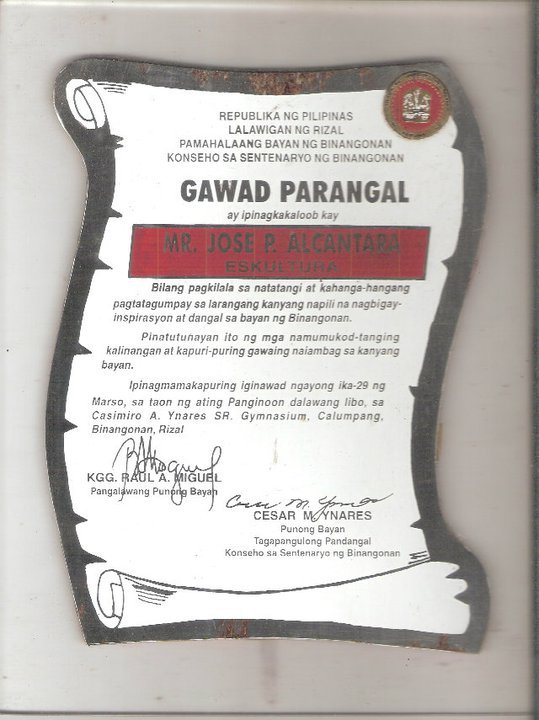 REPUBLIKA NG PILIPINAS
LALAWIGAN NG RIZAL
PAMAHALAANG BAYAN NG BINANGONAN
KONSEHO SA SENTENARYO NG BINANGONAN
GAWAD PARANGAL
ay ipinagkakaloob kay
MR. JOSE P. ALCANTARA
ESKULTURA
Bilang pagkilala sa natatangi at kahanga-hangang
pagtatagumpay sa larangang kanyang napili na nagbigay-
inspirasyon at dangal sa bayan ng Binangonan.
Pinatutunayan ito ng mga namumukod-tanging
kalinangan at kapuri-puring gawaing naiambag sa kanyang
bayan.
Ipinagmamakapuring iginawad ngayong ika-29 ng
Marso, sa taon ng ating Panginoon dalawang libo, sa
Casimiro A. Ynares SR. Gymnasium, Calumpang,
Binangonan, Rizal
KGG. RAUL A. MIGUEL
Pangalawang Punong Bayan
CESAR M. YNARES
Punong Bayan
Tagapangulong Pandangal
Konseho sa Sentenaryo ng Binangonan